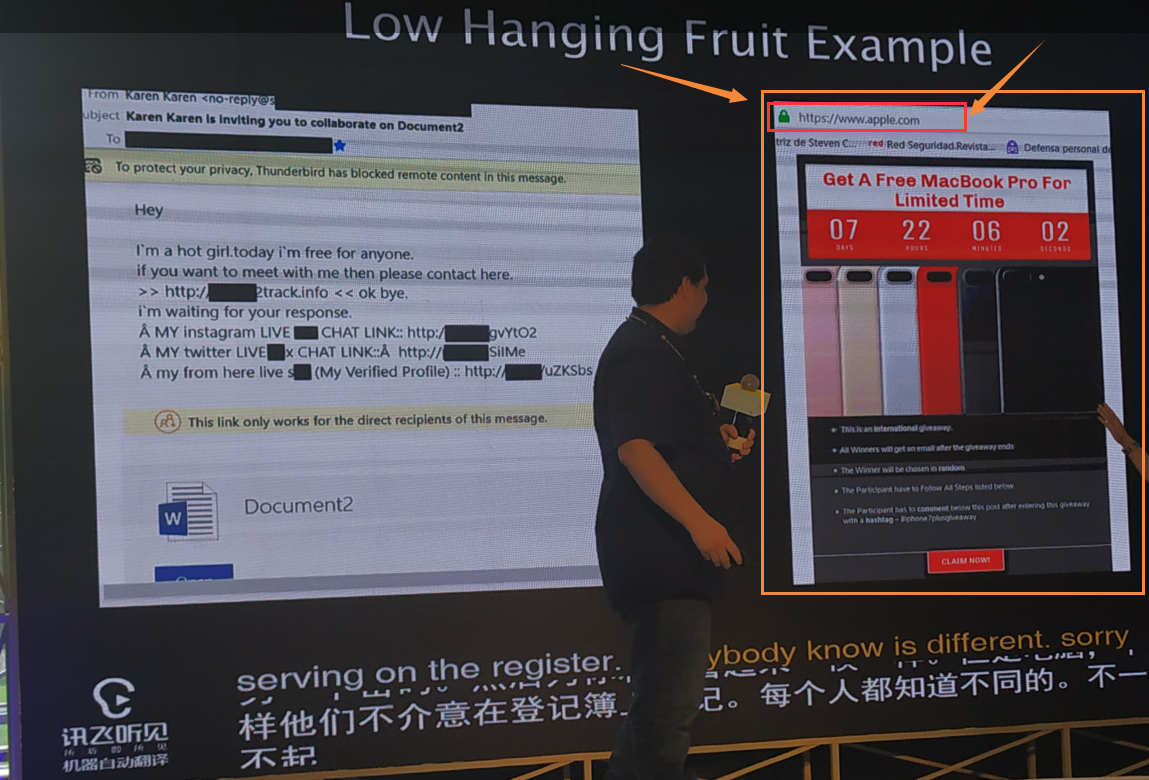 Low Hanging Fruit Example
From Karen Karen <no-reply@s
ubject Karen Karen is inviting you to collaborate on Document2
To
To protect your privacy, Thunderbird has blocked remote content in this message.
Hey
I`m a hot girl.today i`m free for anyone.
if you want to meet with me then please contact here.
>> http:/ 2track.info << ok bye.
i`m waiting for your response.
Â MY instagram LIVE CHAT LINK:: http:/ gvYtO2
Â MY twitter LIVE x CHAT LINK::Â http:// SiIMe
Â my from here live s (My Verified Profile) :: http:/ /uZKSbs
This link only works for the direct recipients of this message.
W
Document2
Open
https://www.apple.com
triz de Steven C... red Red Seguridad.Revista... Defensa personal de
Get A Free MacBook Pro For
Limited Time
07 22 06 02
DAYS HOURS MINUTES SECONDS
This is an international giveaway.
All Winners will get an email after the giveaway ends
The Winner will be chosen in random.
The Participant have to Follow All Steps listed below
The Participant has to comment below this post after entering this giveaway
with a hashtag – #iphone7plusgiveaway
CLAIM NOW!
serving on the register. ybody know is different. sorry
样他们不介意在登记簿 记。每个人都知道不同的。不一
不起
讯飞听见
所听即所见
机器自动翻译